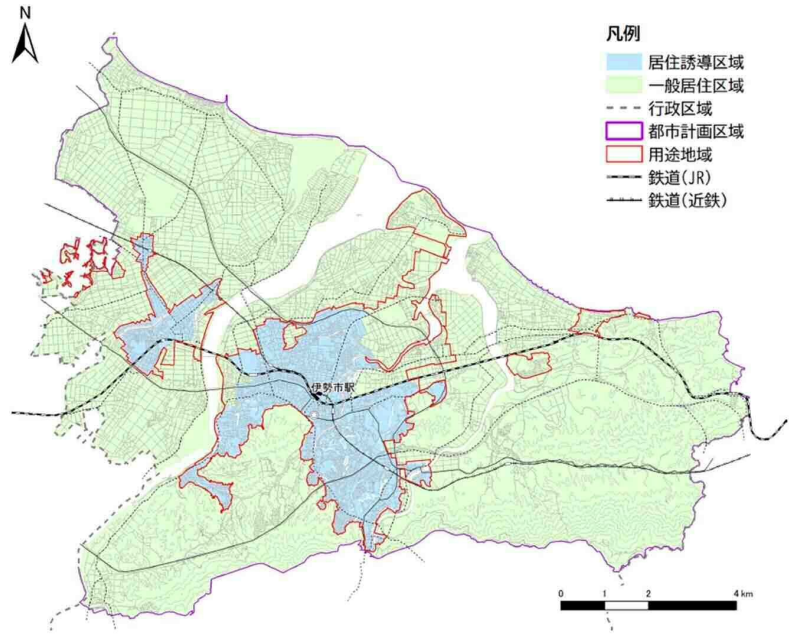 N
凡例
居住誘導区域
一般居住区域
行政区域
都市計画区域
用途地域
鉄道(JR)
鉄道(近鉄)
伊勢市駅
0 1 2 4 km